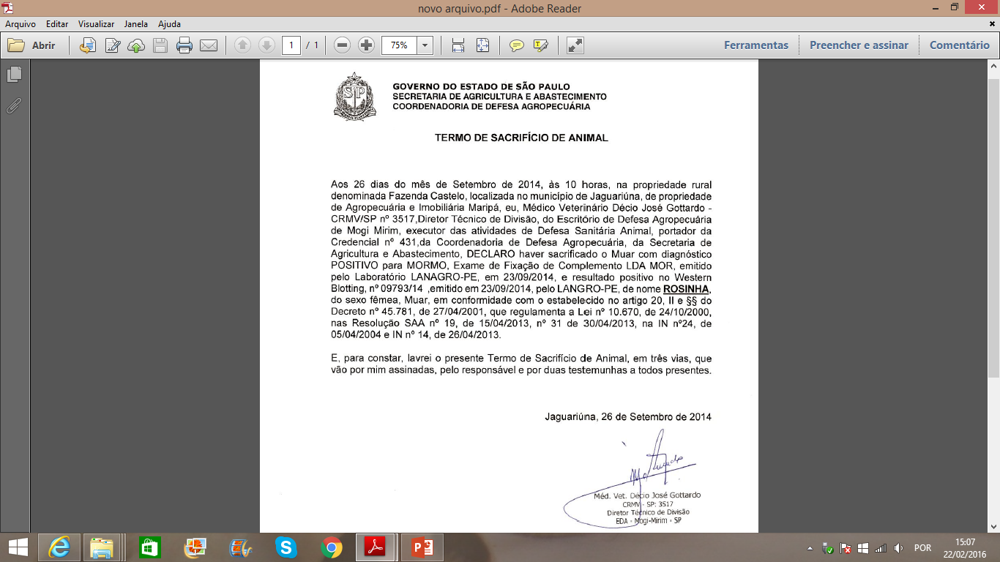 novo arquivo.pdf - Adobe Reader
Arquivo Editar Visualizar Janela Ajuda
Abrir 1 / 1 75% Ferramentas Preencher e assinar Comentário
GOVERNO DO ESTADO DE SÃO PAULO
SECRETARIA DE AGRICULTURA E ABASTECIMENTO
COORDENADORIA DE DEFESA AGROPECUÁRIA
TERMO DE SACRIFÍCIO DE ANIMAL
Aos 26 dias do mês de Setembro de 2014, às 10 horas, na propriedade rural
denominada Fazenda Castelo, localizada no município de Jaguariúna, de propriedade
de Agropecuária e Imobiliária Maripá, eu, Médico Veterinário Décio José Gottardo -
CRMV/SP nº 3517,Diretor Técnico de Divisão, do Escritório de Defesa Agropecuária
de Mogi Mirim, executor das atividades de Defesa Sanitária Animal, portador da
Credencial nº 431,da Coordenadoria de Defesa Agropecuária, da Secretaria de
Agricultura e Abastecimento, DECLARO haver sacrificado o Muar com diagnóstico
POSITIVO para MORMO, Exame de Fixação de Complemento LDA MOR, emitido
pelo Laboratório LANAGRO-PE, em 23/09/2014, e resultado positivo no Western
Blotting, nº 09793/14 ,emitido em 23/09/2014, pelo LANGRO-PE, de nome ROSINHA,
do sexo fêmea, Muar, em conformidade com o estabelecido no artigo 20, II e §§ do
Decreto nº 45.781, de 27/04/2001, que regulamenta a Lei nº 10.670, de 24/10/2000,
nas Resolução SAA nº 19, de 15/04/2013, nº 31 de 30/04/2013, na IN nº24, de
05/04/2004 e IN nº 14, de 26/04/2013.
E, para constar, lavrei o presente Termo de Sacrifício de Animal, em três vias, que
vão por mim assinadas, pelo responsável e por duas testemunhas a todos presentes.
Jaguariúna, 26 de Setembro de 2014
Méd. Vet. Décio José Gottardo
CRMV - SP: 3517
Diretor Técnico de Divisão
EDA - Mogi-Mirim - SP
POR 15:07
22/02/2016